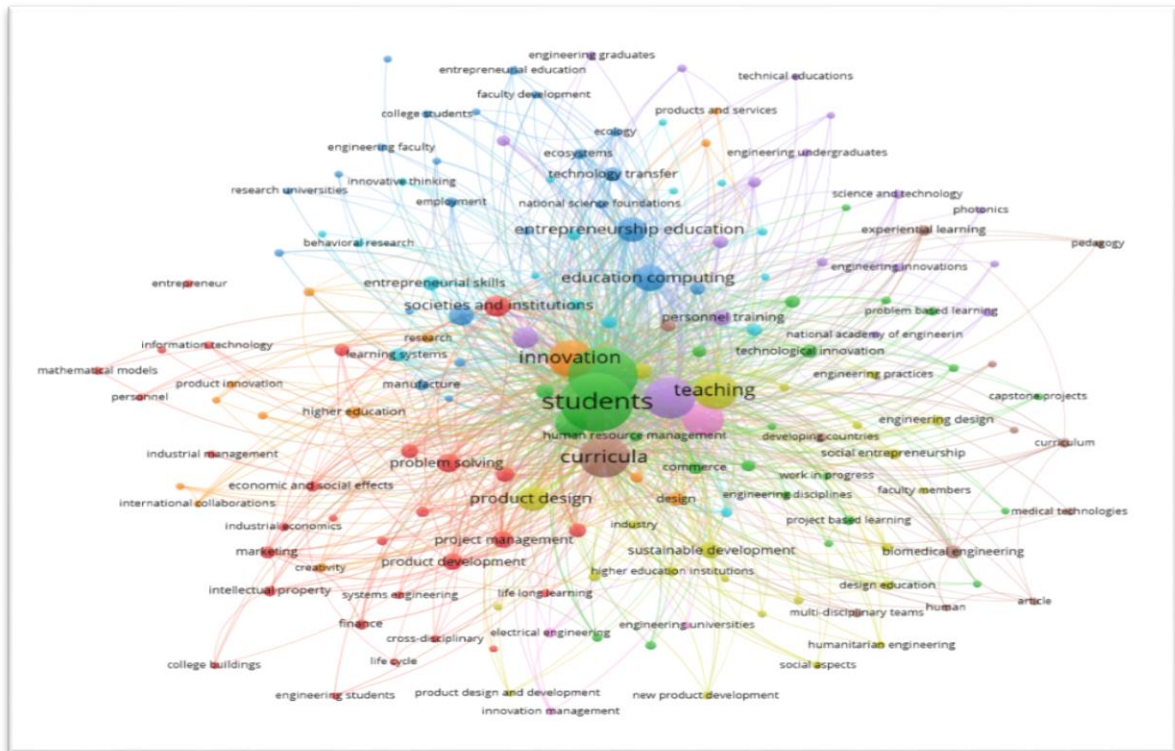 engineering graduates
entrepreneurial education
technical educations
faculty development
college students
products and services
ecology
engineering faculty
ecosystems
engineering undergraduates
technology transfer
innovative thinking
research universities
employment
national science foundations
science and technology
photonics
entrepreneurship education
experiential learning
behavioral research
pedagogy
engineering innovations
education computing
entrepreneur
entrepreneurial skills
societies and institutions
problem based learning
personnel training
national academy of engineerin
research
information technology
learning systems
innovation
technological innovation
mathematical models
product innovation
manufacture
engineering practices
teaching
personnel
students
capstone projects
higher education
engineering design
human resource management
developing countries
curriculum
industrial management
problem solving
curricula
social entrepreneurship
commerce
work in progress
economic and social effects
faculty members
international collaborations
product design
design
engineering disciplines
medical technologies
industrial economics
industry
project based learning
project management
marketing
sustainable development
biomedical engineering
product development
creativity
higher education institutions
design education
intellectual property
systems engineering
life long learning
article
human
multi-disciplinary teams
finance
electrical engineering
engineering universities
cross-disciplinary
humanitarian engineering
life cycle
college buildings
social aspects
engineering students
product design and development
new product development
innovation management